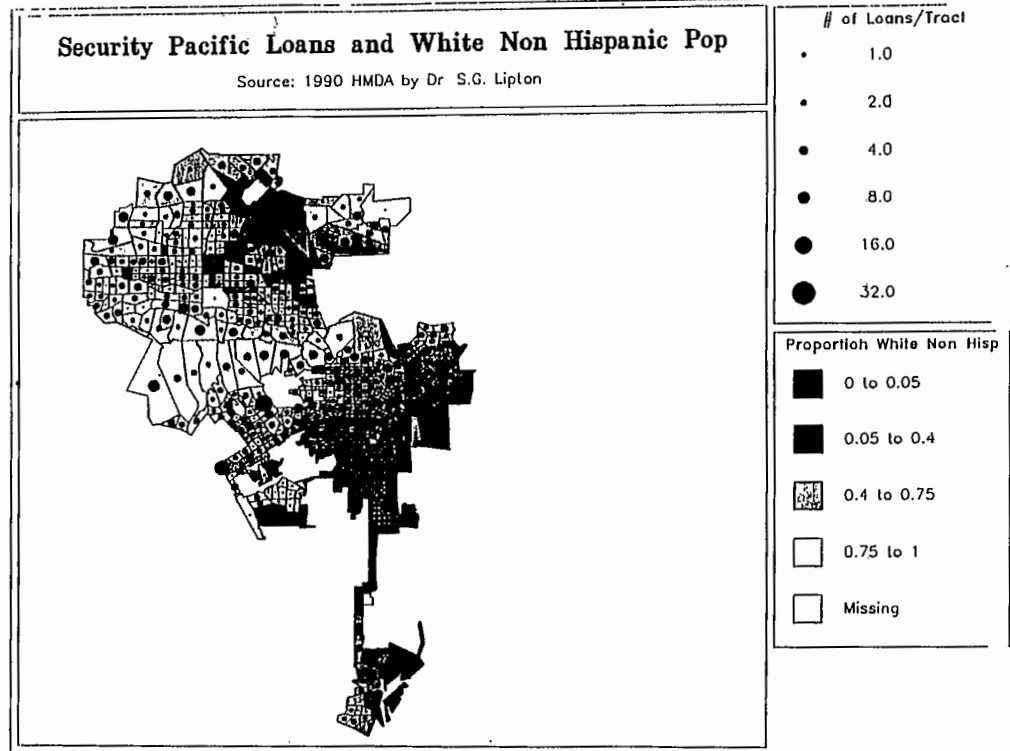 Security Pacific Loans and White Non Hispanic Pop
Source: 1990 HMDA by Dr S.G. Lipton
# of Loans/Tract
1.0
2.0
4.0
8.0
16.0
32.0
Proportion White Non Hisp
0 to 0.05
0.05 to 0.4
0.4 to 0.75
0.75 to 1
Missing